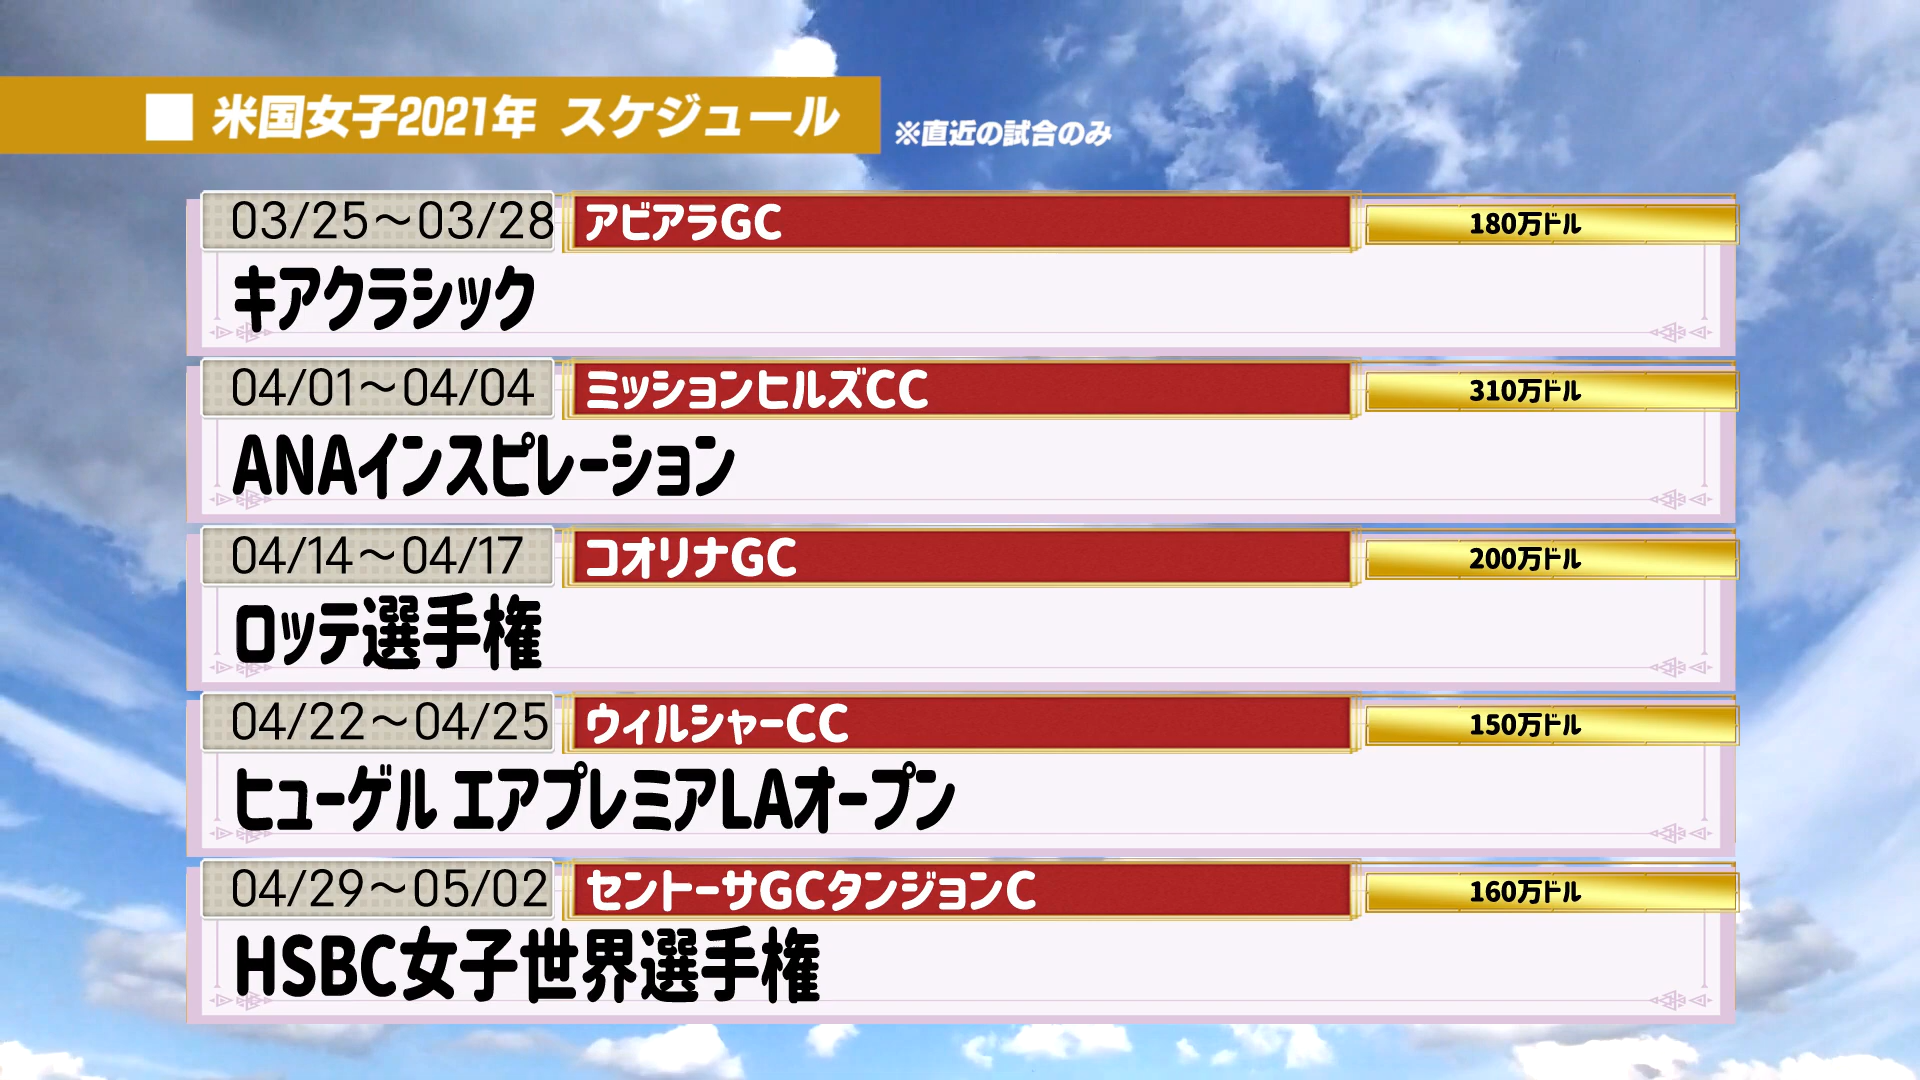 ■ 米国女子2021年 スケジュール
※直近の試合のみ
03/25～03/28 アビアラGC 180万ドル
キアクラシック
04/01～04/04 ミッションヒルズCC 310万ドル
ANAインスピレーション
04/14～04/17 コオリナGC 200万ドル
ロッテ選手権
04/22～04/25 ウィルシャーCC 150万ドル
ヒューゲル エアプレミアLAオープン
04/29～05/02 セントーサGCタンジョンC 160万ドル
HSBC女子世界選手権